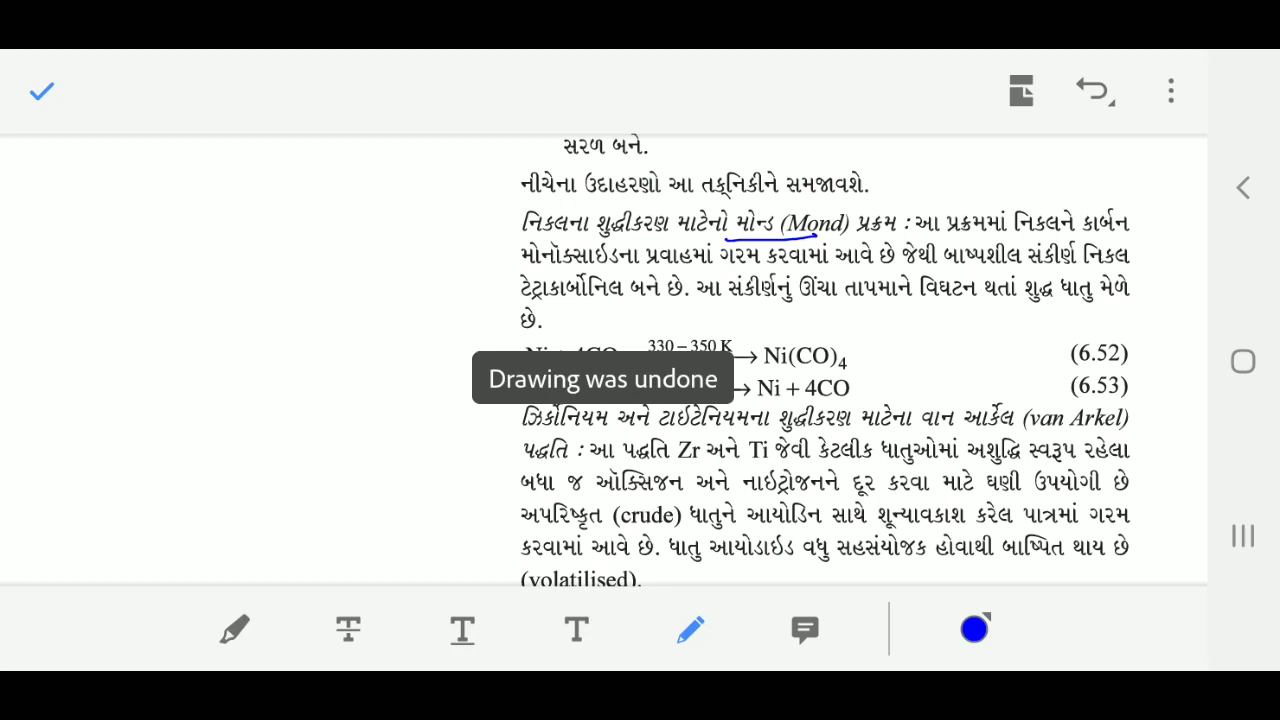 સરળ બને.
નીચેના ઉદાહરણો આ તક્નિકીને સમજાવશે.
નિકલના શુદ્ધીકરણ માટેનો મોન્ડ (Mond) પ્રક્રમ : આ પ્રક્રમમાં નિકલને કાર્બન
મોનૉક્સાઇડના પ્રવાહમાં ગરમ કરવામાં આવે છે જેથી બાષ્પશીલ સંકીર્ણ નિકલ
ટેટ્રાકાર્બોનિલ બને છે. આ સંકીર્ણનું ઊંચા તાપમાને વિઘટન થતાં શુદ્ધ ધાતુ મેળે
છે.
330 – 350 K → Ni(CO)₄ (6.52)
Drawing was undone
→ Ni + 4CO (6.53)
ઝિર્કોનિયમ અને ટાઇટેનિયમના શુદ્ધીકરણ માટેના વાન આર્કેલ (van Arkel)
પદ્ધતિ : આ પદ્ધતિ Zr અને Ti જેવી કેટલીક ધાતુઓમાં અશુદ્ધિ સ્વરૂપ રહેલા
બધા જ ઑક્સિજન અને નાઇટ્રોજનને દૂર કરવા માટે ઘણી ઉપયોગી છે
અપરિષ્કૃત (crude) ધાતુને આયોડિન સાથે શૂન્યાવકાશ કરેલ પાત્રમાં ગરમ
કરવામાં આવે છે. ધાતુ આયોડાઇડ વધુ સહસંયોજક હોવાથી બાષ્પિત થાય છે
(volatilised).